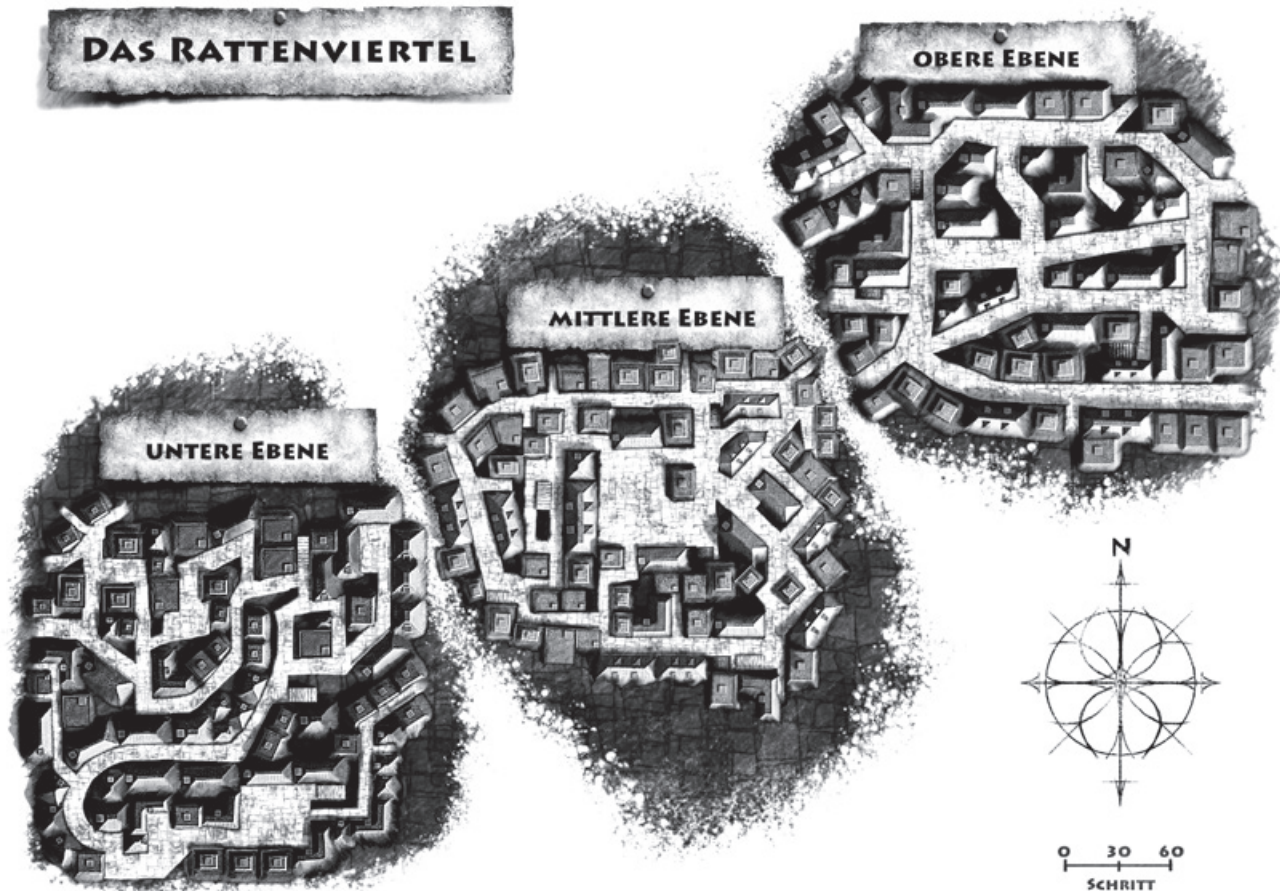 DAS RATTENVIERTEL
OBERE EBENE
MITTLERE EBENE
UNTERE EBENE
N
0 30 60
SCHRITT